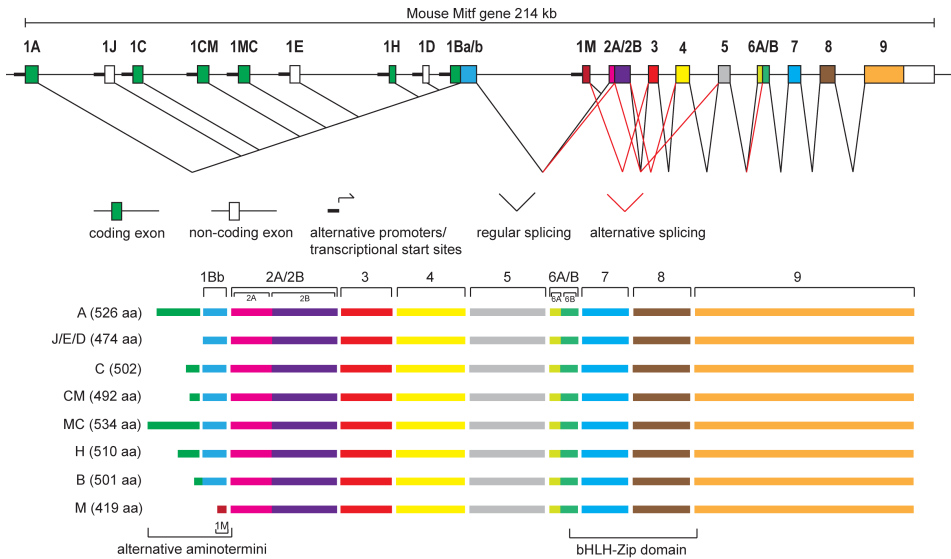 Mouse Mitf gene 214 kb
1A 1J 1C 1CM 1MC 1E 1H 1D 1Ba/b 1M 2A/2B 3 4 5 6A/B 7 8 9
coding exon
non-coding exon
alternative promoters/
transcriptional start sites
regular splicing
alternative splicing
1Bb 2A/2B 3 4 5 6A/B 7 8 9
2A 2B 6A 6B
A (526 aa)
J/E/D (474 aa)
C (502)
CM (492 aa)
MC (534 aa)
H (510 aa)
B (501 aa)
M (419 aa)
1M
alternative aminotermini
bHLH-Zip domain